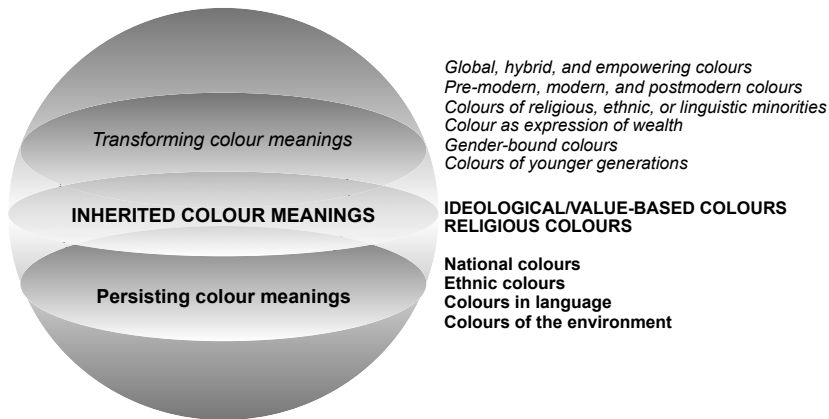 Global, hybrid, and empowering colours
Pre-modern, modern, and postmodern colours
Colours of religious, ethnic, or linguistic minorities
Transforming colour meanings
Colour as expression of wealth
Gender-bound colours
Colours of younger generations
INHERITED COLOUR MEANINGS
IDEOLOGICAL/VALUE-BASED COLOURS
RELIGIOUS COLOURS
National colours
Ethnic colours
Persisting colour meanings
Colours in language
Colours of the environment